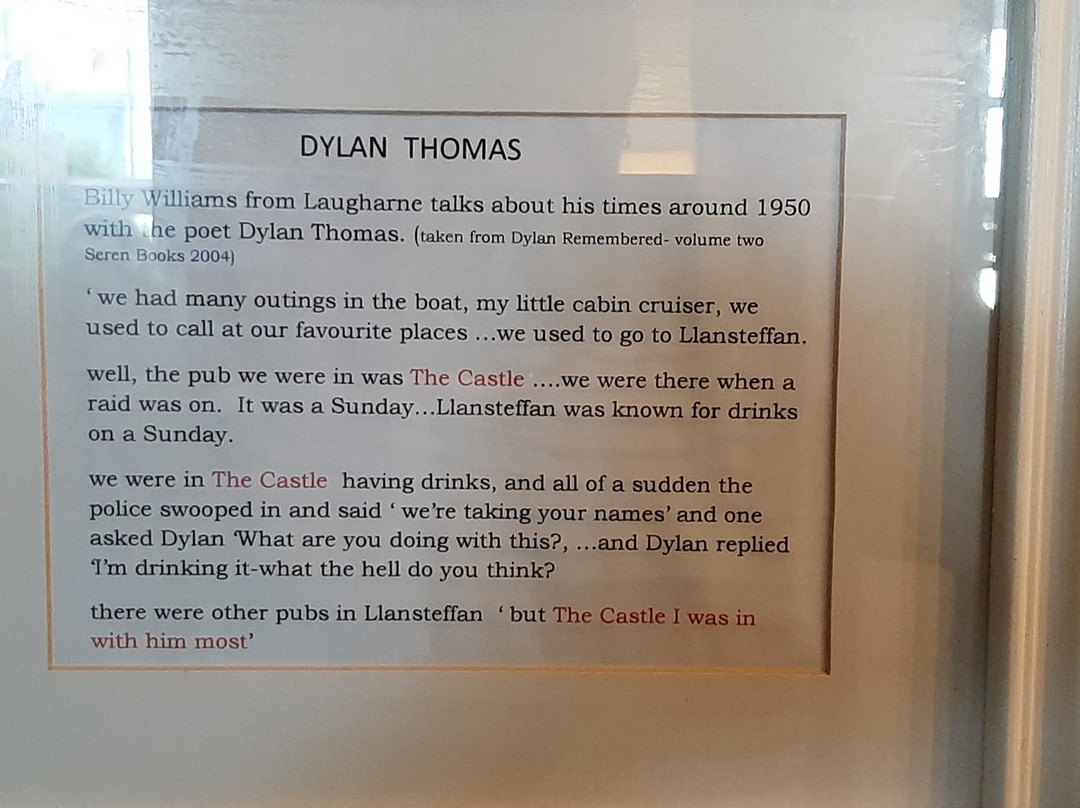 DYLAN THOMAS
Billy Williams from Laugharne talks about his times around 1950
with the poet Dylan Thomas. (taken from Dylan Remembered- volume two
Seren Books 2004)
‘ we had many outings in the boat, my little cabin cruiser, we
used to call at our favourite places ...we used to go to Llansteffan.
well, the pub we were in was The Castle ....we were there when a
raid was on. It was a Sunday...Llansteffan was known for drinks
on a Sunday.
we were in The Castle having drinks, and all of a sudden the
police swooped in and said ‘ we’re taking your names’ and one
asked Dylan ‘What are you doing with this?, ...and Dylan replied
‘I’m drinking it-what the hell do you think?
there were other pubs in Llansteffan ‘ but The Castle I was in
with him most’